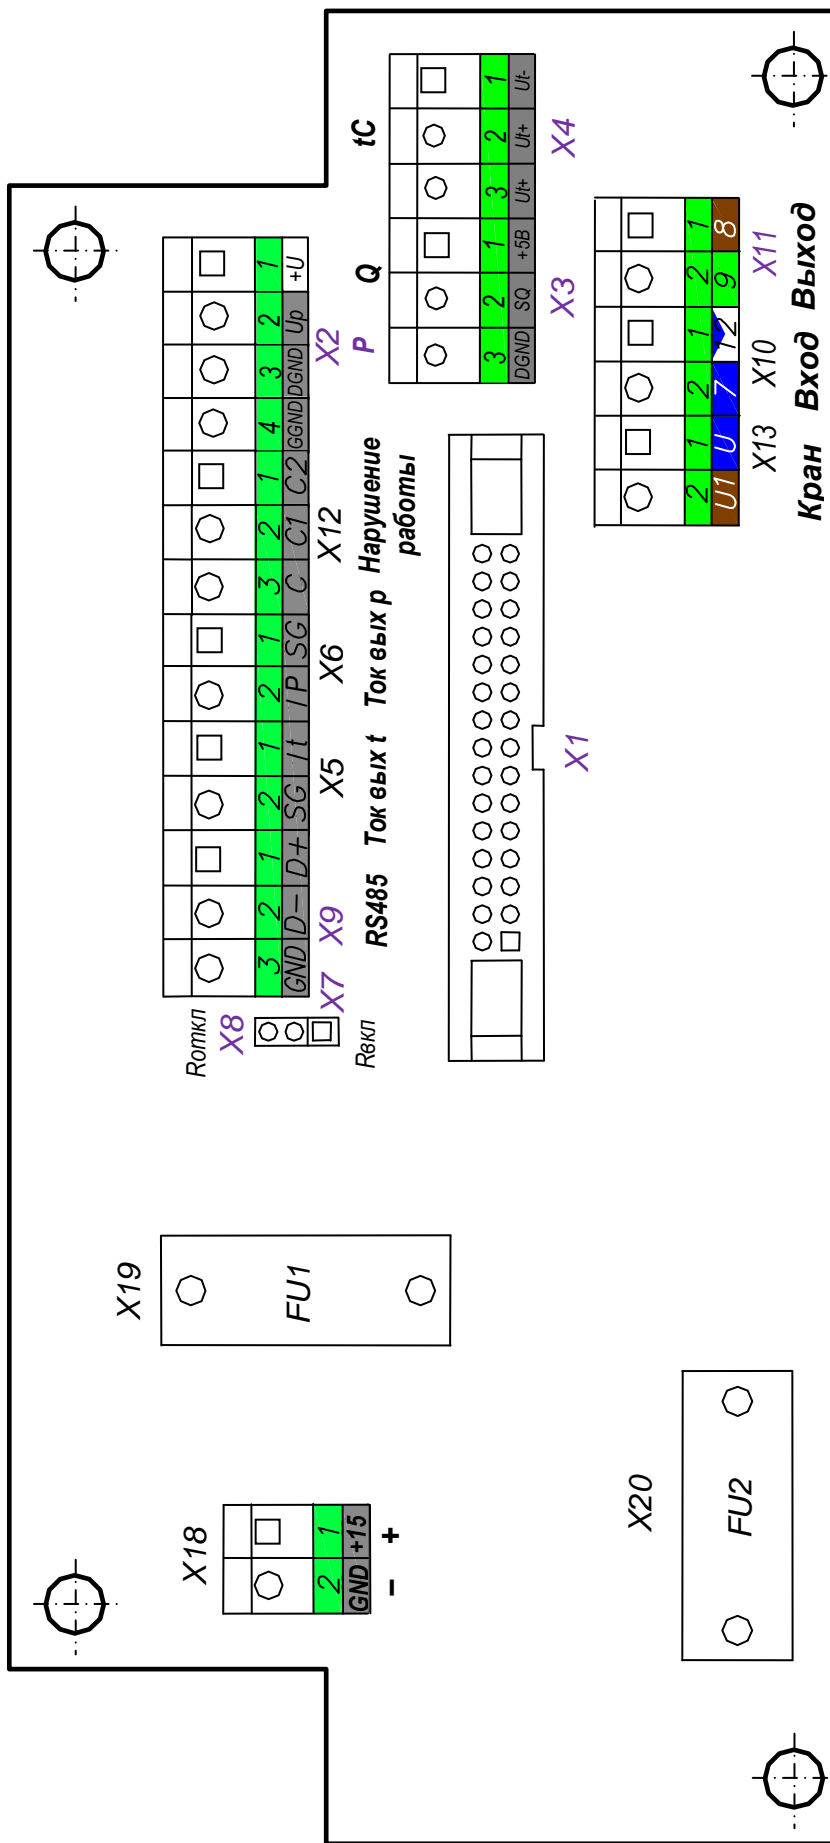 tC
Q
P
1 Ut-
2 Ut+
3 Ut+
X4
1 +5В
2 SQ
3 DGND
X3
1 +U
2 Up
3 DGND
4 GGND
X2
1 C2
2 C1
3 C
X12
Нарушение
работы
1 SG
2 IP
X6
Ток вых р
1 It
2 SG
X5
Ток вых t
1 D+
2 D-
3 GND
X9
RS485
X7
X8
Rоткл
Rвкл
X1
1 8
2 9
X11
Выход
1 12
2 7
X10
Вход
1 U
2 U1
X13
Кран
X19
FU1
X18
1 +15
2 GND
+
–
X20
FU2